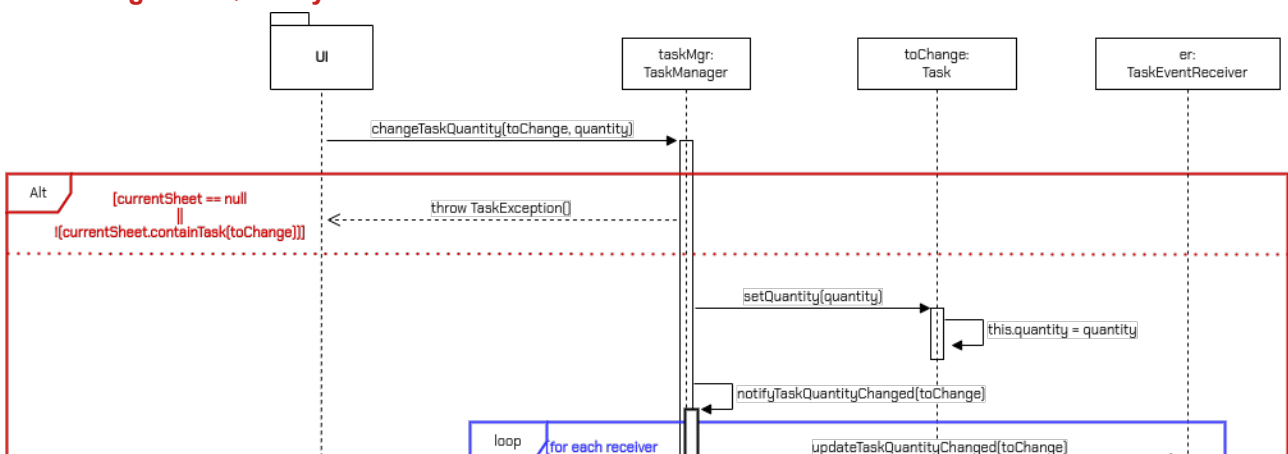 UI
taskMgr:
TaskManager
toChange:
Task
er:
TaskEventReceiver
changeTaskQuantity(toChange, quantity)
Alt
[currentSheet == null
||
!(currentSheet.containTask(toChange))]
throw TaskException()
setQuantity(quantity)
this.quantity = quantity
notifyTaskQuantityChanged(toChange)
loop
[for each receiver
updateTaskQuantityChanged(toChange)